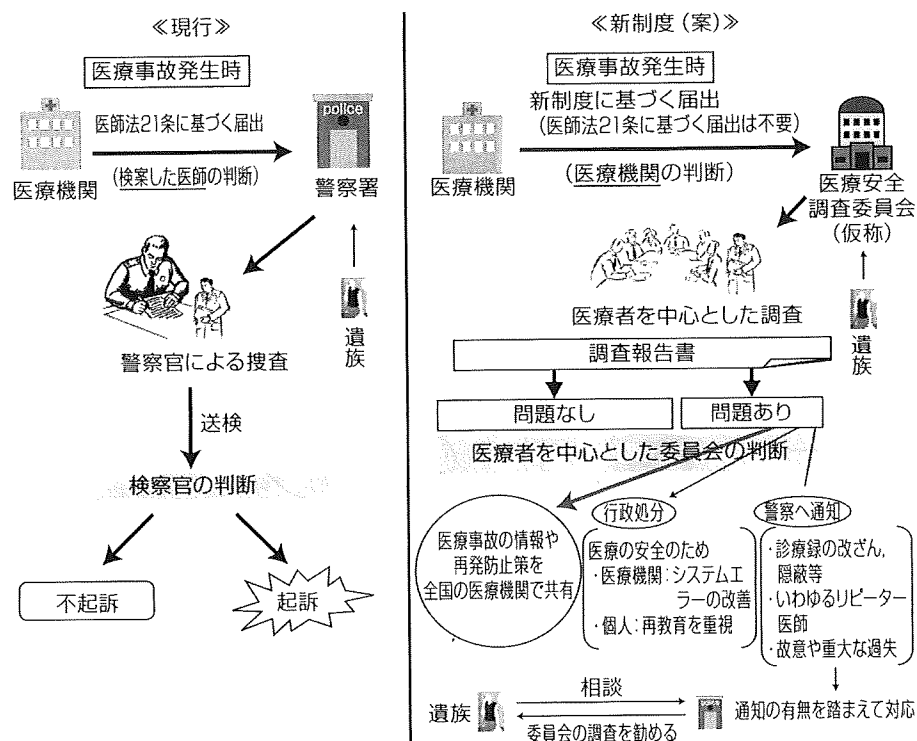 ≪現行≫
医療事故発生時
医師法21条に基づく届出
(検案した医師の判断)
医療機関
police
警察署
遺族
警察官による捜査
送検
検察官の判断
不起訴
起訴
≪新制度(案)≫
医療事故発生時
新制度に基づく届出
(医師法21条に基づく届出は不要)
(医療機関の判断)
医療機関
医療安全
調査委員会
(仮称)
遺族
医療者を中心とした調査
調査報告書
問題なし
問題あり
医療者を中心とした委員会の判断
医療事故の情報や
再発防止策を
全国の医療機関で共有
行政処分
医療の安全のため
・医療機関:システムエ
ラーの改善
・個人:再教育を重視
警察へ通知
・診療録の改ざん,
隠蔽等
・いわゆるリピーター
医師
・故意や重大な過失
遺族
相談
委員会の調査を勧める
通知の有無を踏まえて対応